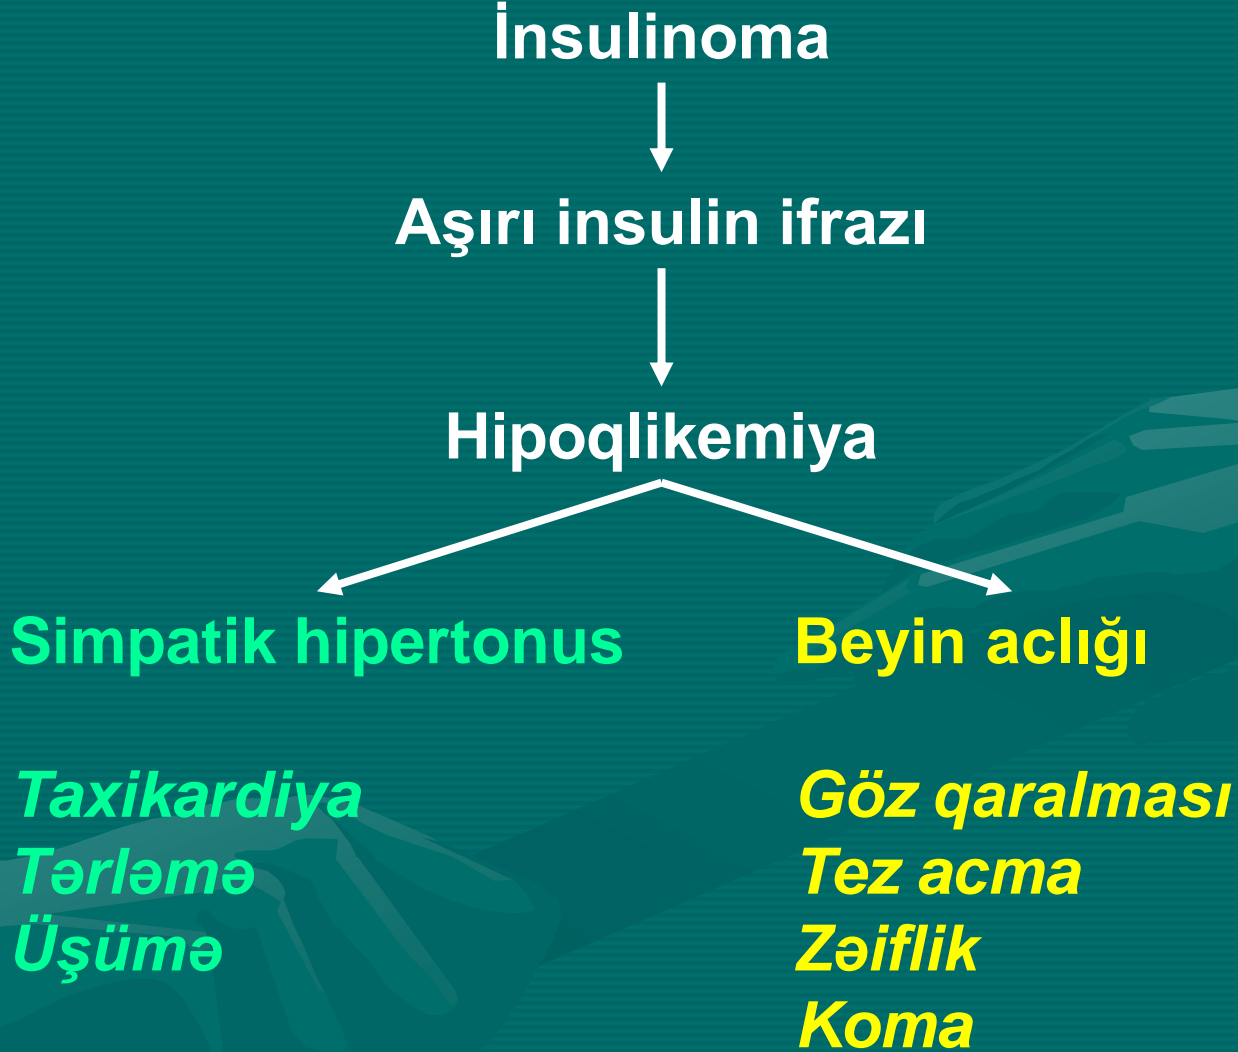 İnsulinoma
Aşırı insulin ifrazı
Hipoqlikemiya
Simpatik hipertonus
Taxikardiya
Tərləmə
Üşümə
Beyin aclığı
Göz qaralması
Tez acma
Zəiflik
Koma